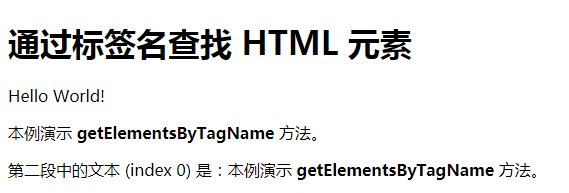 通过标签名查找 HTML 元素
Hello World!
本例演示 getElementsByTagName 方法。
第二段中的文本 (index 0) 是：本例演示 getElementsByTagName 方法。